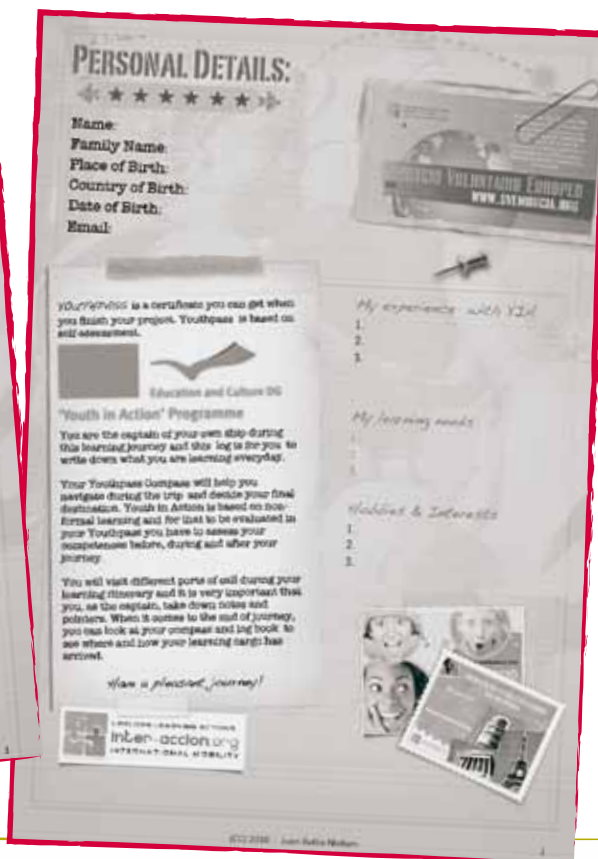 PERSONAL DETAILS:
Name:
Family Name:
Place of Birth:
Country of Birth:
Date of Birth:
Email:
VOLUNTARIO EUROPEO
My experience with YIA
1.
2.
3.
YOUTHPASS is a certificate you can get when
you finish your project. Youthpass is based on
self assessment.
Education and Culture DG
'Youth in Action' Programme
You are the captain of your own ship during
this learning journey and this log is for you to
write down what you are learning everyday.
Your Youthpass Compass will help you
navigate during the trip and decide your final
destination. Youth in Action is based on non-
formal learning and for that to be evaluated in
your Youthpass you have to assess your
competences before, during and after your
journey.
You will visit different ports of call during your
learning itinerary and it is very important that
you, as the captain, take down notes and
pointers. When it comes to the end of journey,
you can look at your compass and log book to
see where and how your learning cargo has
arrived.
Have a pleasant journey!
My learning needs
Hobbies & Interests
1.
2.
3.
LIFELONG LEARNING ACTIONS
inter-accion.org
INTERNATIONAL MOBILITY
(CC) 2010 - Juan Ratto-Nielsen